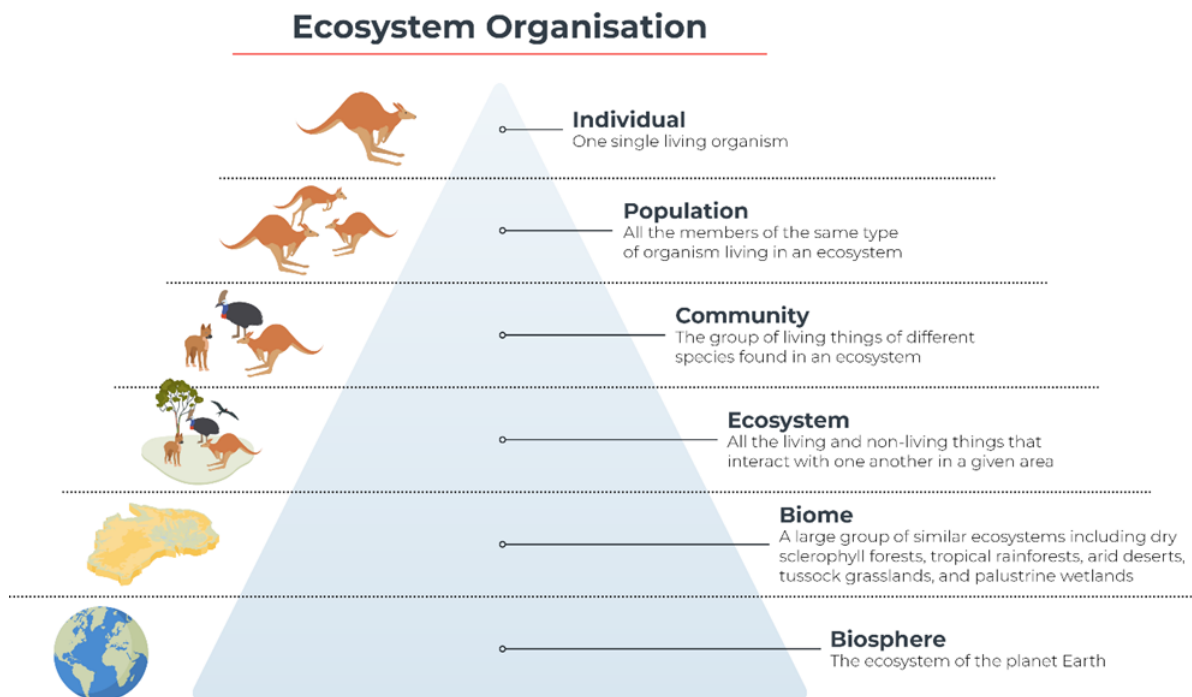 Ecosystem Organisation
Individual
One single living organism
Population
All the members of the same type
of organism living in an ecosystem
Community
The group of living things of different
species found in an ecosystem
Ecosystem
All the living and non-living things that
interact with one another in a given area
Biome
A large group of similar ecosystems including dry
sclerophyll forests, tropical rainforests, arid deserts,
tussock grasslands, and palustrine wetlands
Biosphere
The ecosystem of the planet Earth